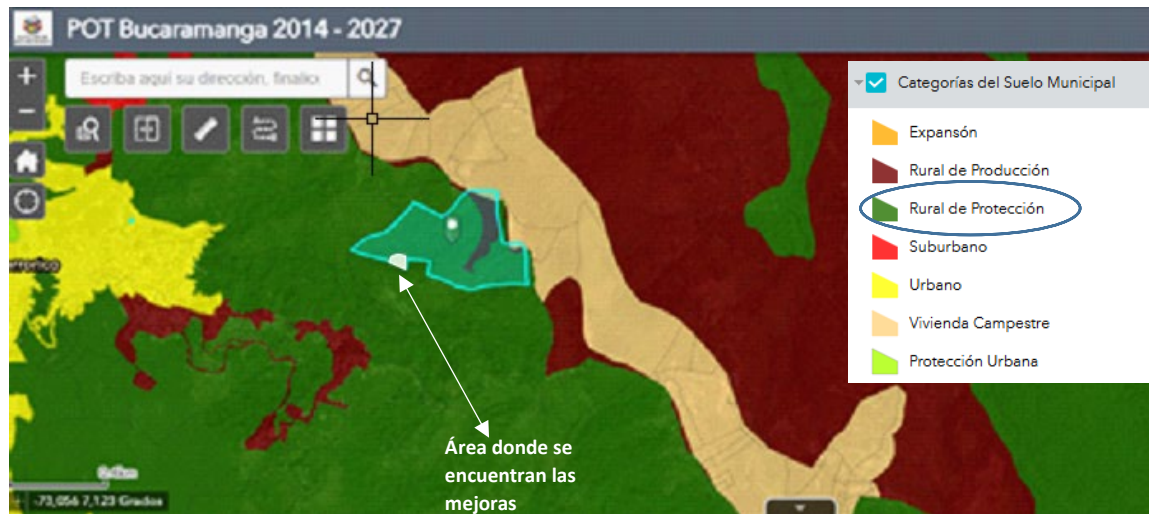 POT Bucaramanga 2014 - 2027
Escriba aquí su dirección, finalice
Categorías del Suelo Municipal
Expansón
Rural de Producción
Rural de Protección
Suburbano
Urbano
Vivienda Campestre
Protección Urbana
Área donde se
encuentran las
mejoras
-73,056 7,123 Grados